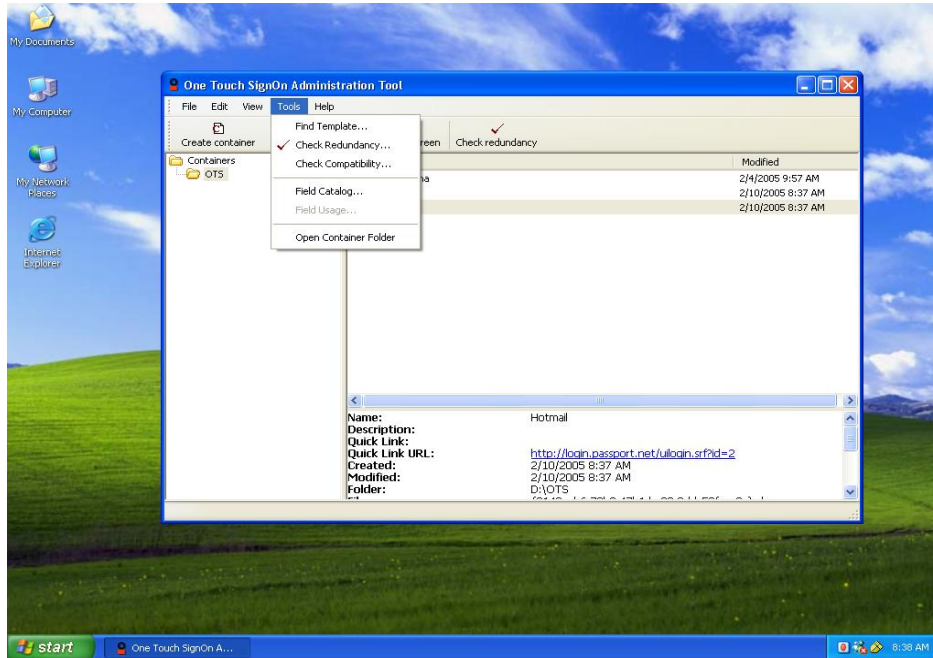 My Documents
My Computer
My Network
Places
Internet
Explorer
One Touch SignOn Administration Tool
File Edit View Tools Help
Create container
Find Template...
Check Redundancy...
Check Compatibility...
Field Catalog...
Field Usage...
Open Container Folder
reen
Check redundancy
Containers
OTS
Modified
na
2/4/2005 9:57 AM
2/10/2005 8:37 AM
2/10/2005 8:37 AM
Name: Hotmail
Description:
Quick Link:
Quick Link URL: http://login.passport.net/uilogin.srf?id=2
Created: 2/10/2005 8:37 AM
Modified: 2/10/2005 8:37 AM
Folder: D:\OTS
start
One Touch SignOn A...
8:38 AM